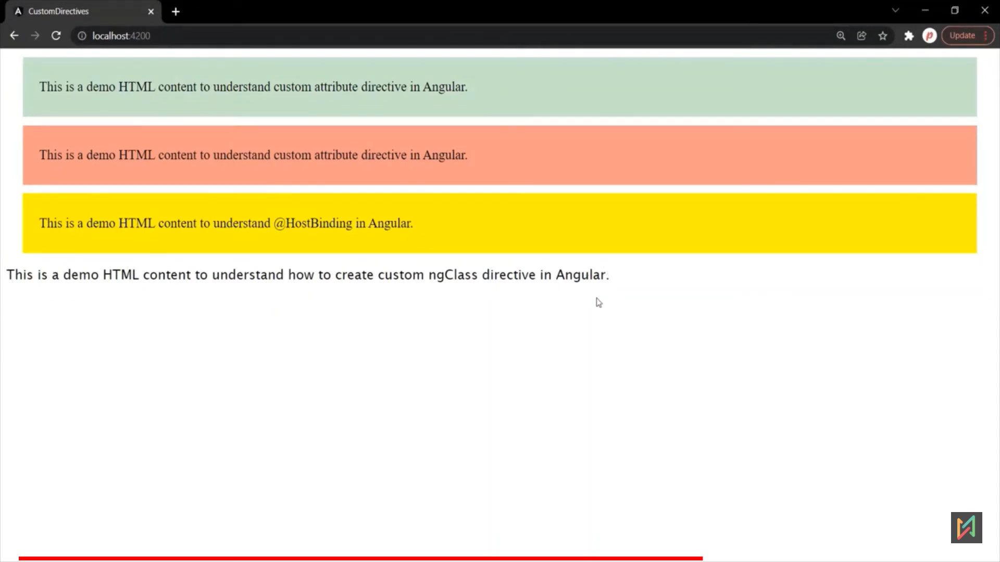 CustomDirectives
localhost:4200
Update
This is a demo HTML content to understand custom attribute directive in Angular.
This is a demo HTML content to understand custom attribute directive in Angular.
This is a demo HTML content to understand @HostBinding in Angular.
This is a demo HTML content to understand how to create custom ngClass directive in Angular.